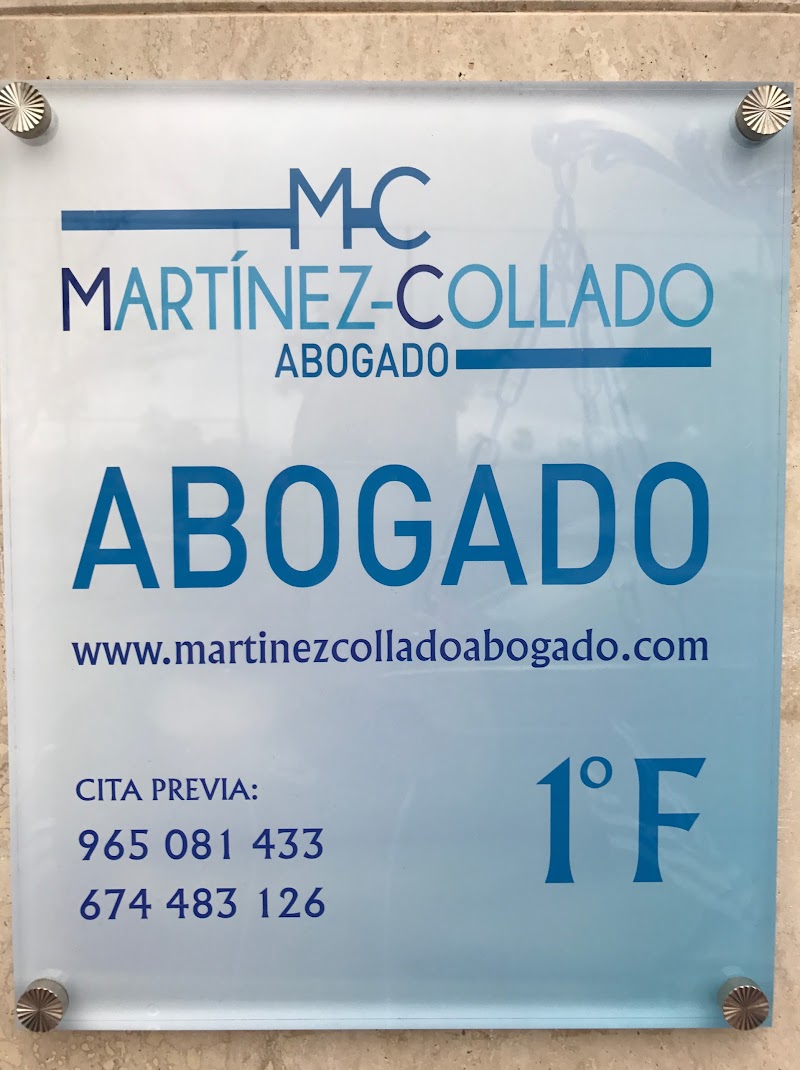 MC
MARTÍNEZ-COLLADO
ABOGADO
ABOGADO
www.martinezcolladoabogado.com
CITA PREVIA:
965 081 433
674 483 126
1º F